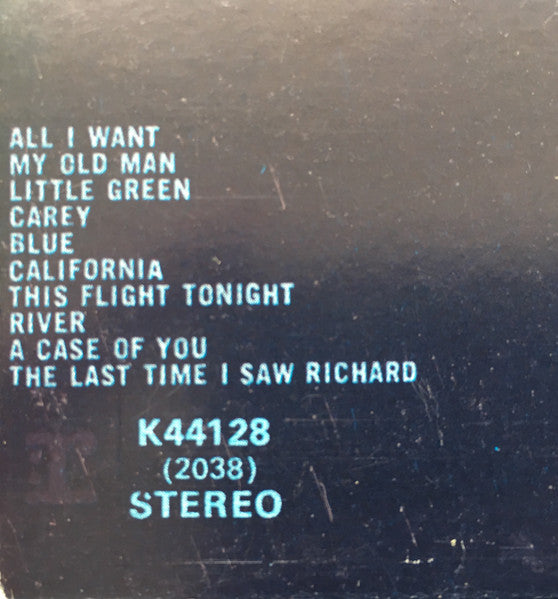 ALL I WANT
MY OLD MAN
LITTLE GREEN
CAREY
BLUE
CALIFORNIA
THIS FLIGHT TONIGHT
RIVER
A CASE OF YOU
THE LAST TIME I SAW RICHARD
K44128
(2038)
STEREO